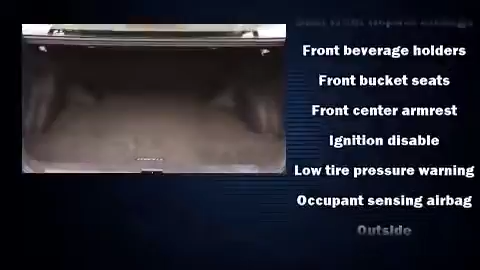 Front beverage holders
Front bucket seats
Front center armrest
Ignition disable
Low tire pressure warning
Occupant sensing airbag
Outside